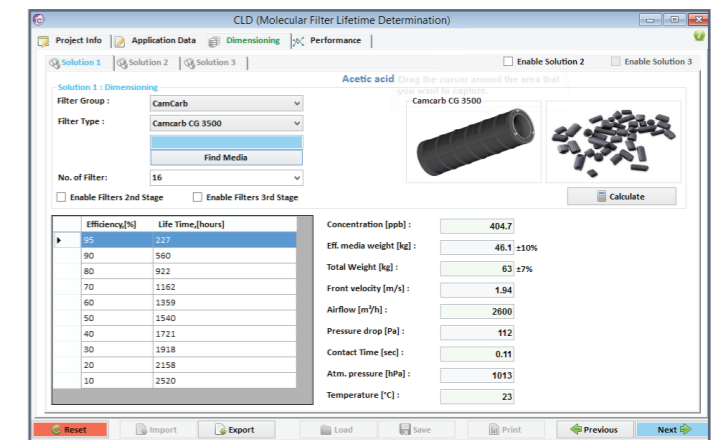 CLD (Molecular Filter Lifetime Determination)
Project Info Application Data Dimensioning Performance
Solution 1 Solution 2 Solution 3 Enable Solution 2 Enable Solution 3
Acetic acid Drag the cursor around the area that
you want to capture.
Solution 1 : Dimensioning
Filter Group : CamCarb
Camcarb CG 3500
Filter Type : Camcarb CG 3500
Find Media
No. of Filter: 16
Enable Filters 2nd Stage Enable Filters 3rd Stage
Calculate
Efficiency,[%] Life Time,[hours]
95 227
90 560
80 922
70 1162
60 1359
50 1540
40 1721
30 1918
20 2158
10 2520
Concentration [ppb] : 404.7
Eff. media weight [kg] : 46.1 ±10%
Total Weight [kg] : 63 ±7%
Front velocity [m/s] : 1.94
Airflow [m³/h] : 2600
Pressure drop [Pa] : 112
Contact Time [sec] : 0.11
Atm. pressure [hPa] : 1013
Temperature [°C] : 23
Reset Import Export Load Save Print Previous Next